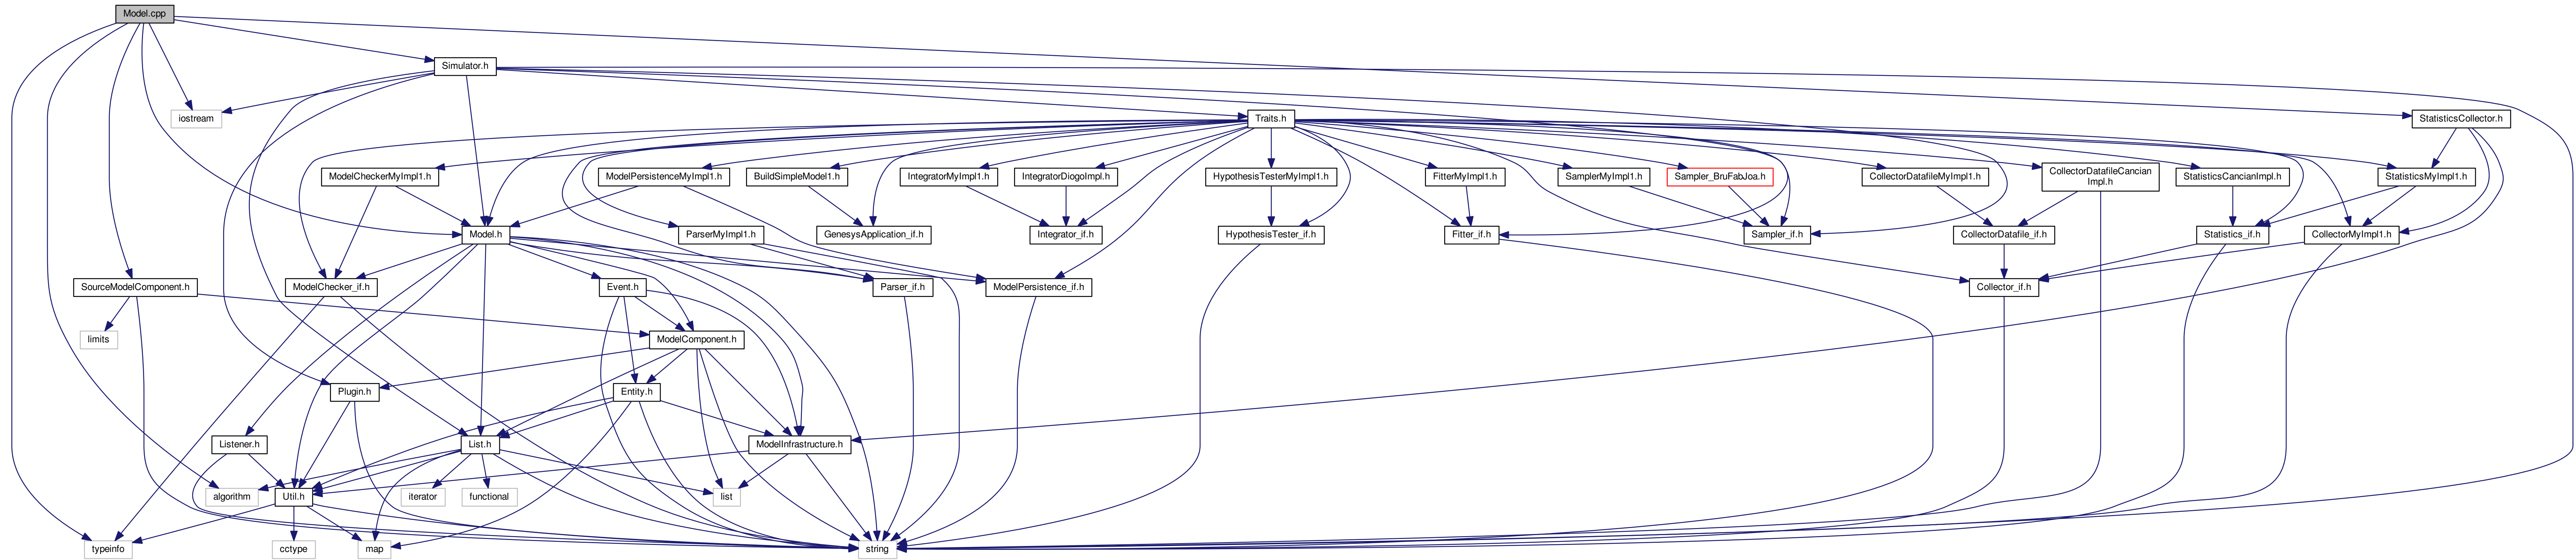 Model.cpp
Simulator.h
iostream
Traits.h
StatisticsCollector.h
ModelCheckerMyImpl1.h
ModelPersistenceMyImpl1.h
BuildSimpleModel1.h
IntegratorMyImpl1.h
IntegratorDiogoImpl.h
HypothesisTesterMyImpl1.h
FitterMyImpl1.h
SamplerMyImpl1.h
Sampler_BruFabJoa.h
CollectorDatafileMyImpl1.h
CollectorDatafileCancian
Impl.h
StatisticsCancianImpl.h
StatisticsMyImpl1.h
Model.h
ParserMyImpl1.h
GenesysApplication_if.h
Integrator_if.h
HypothesisTester_if.h
Fitter_if.h
Sampler_if.h
CollectorDatafile_if.h
Statistics_if.h
CollectorMyImpl1.h
SourceModelComponent.h
ModelChecker_if.h
Event.h
Parser_if.h
ModelPersistence_if.h
Collector_if.h
limits
ModelComponent.h
Plugin.h
Entity.h
Listener.h
List.h
ModelInfrastructure.h
algorithm
Util.h
iterator
functional
list
typeinfo
cctype
map
string